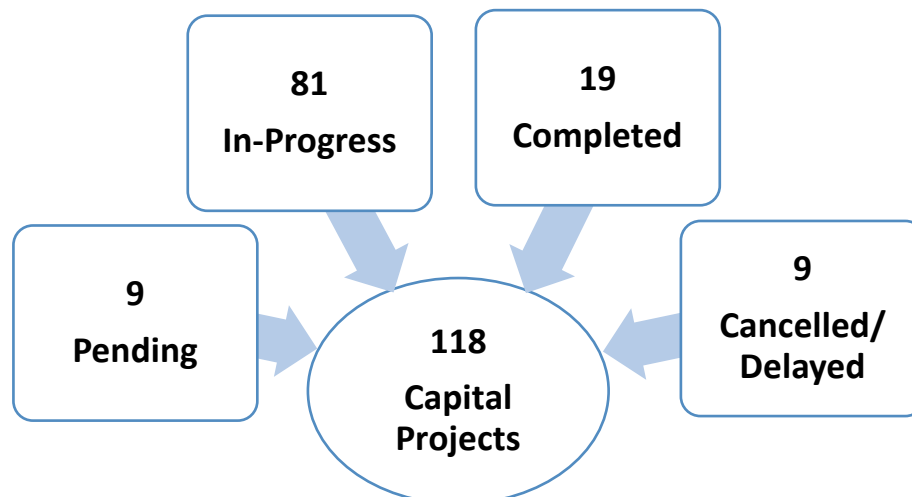 81
In-Progress
19
Completed
9
Pending
9
Cancelled/
Delayed
118
Capital
Projects